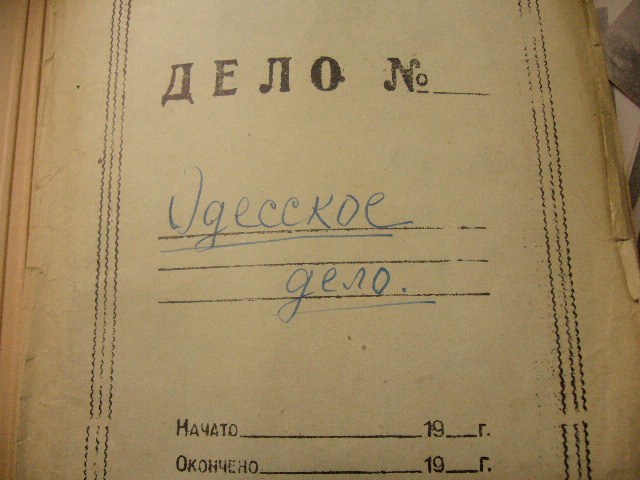 ДЕЛО №
Одесское
дело.
Начато 19 г.
Окончено 19 г.